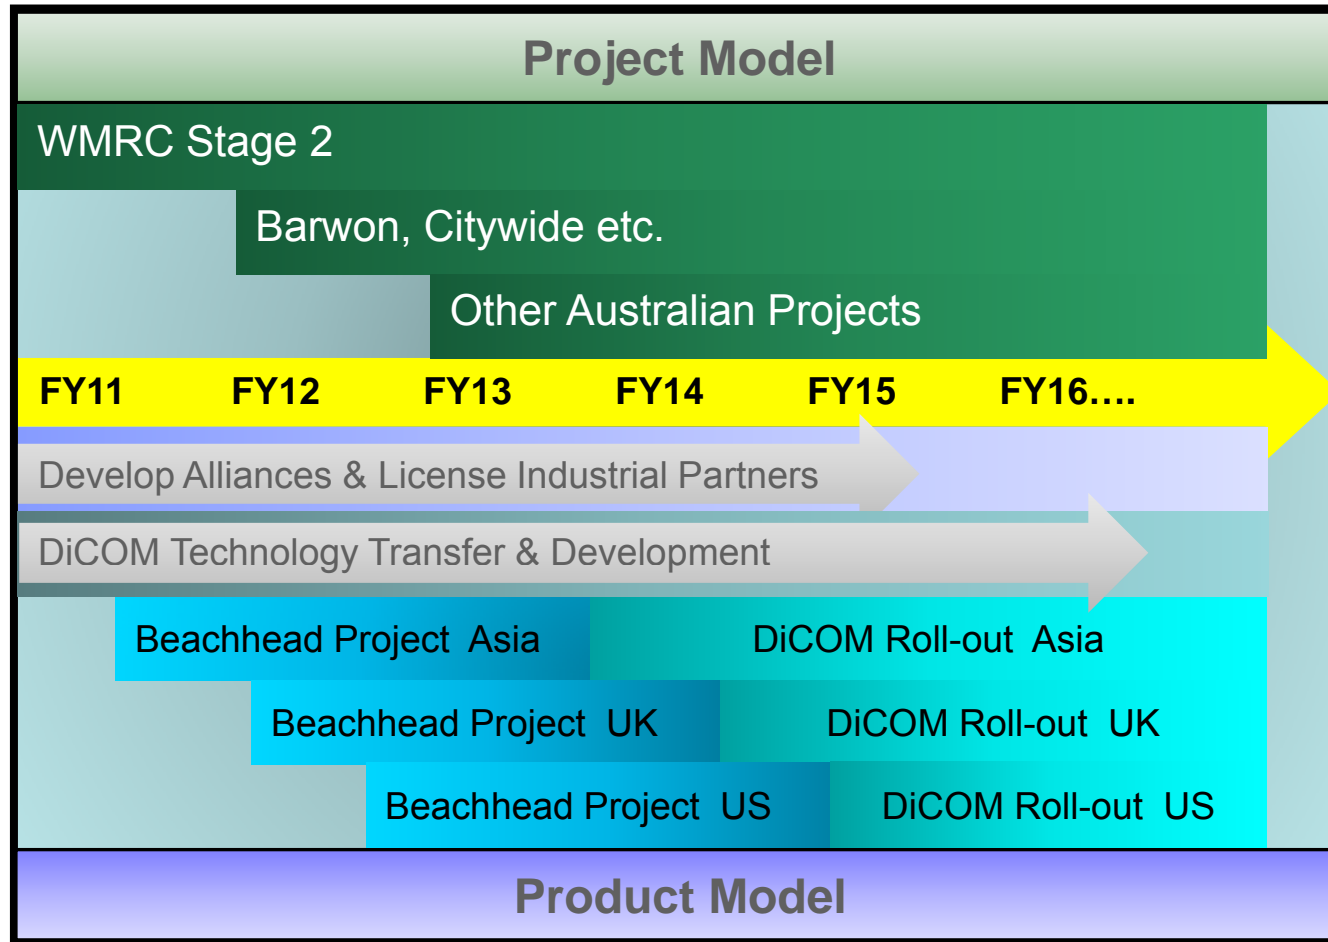 Project Model
WMRC Stage 2
Barwon, Citywide etc.
Other Australian Projects
FY11 FY12 FY13 FY14 FY15 FY16....
Develop Alliances & License Industrial Partners
DiCOM Technology Transfer & Development
Beachhead Project Asia DiCOM Roll-out Asia
Beachhead Project UK DiCOM Roll-out UK
Beachhead Project US DiCOM Roll-out US
Product Model